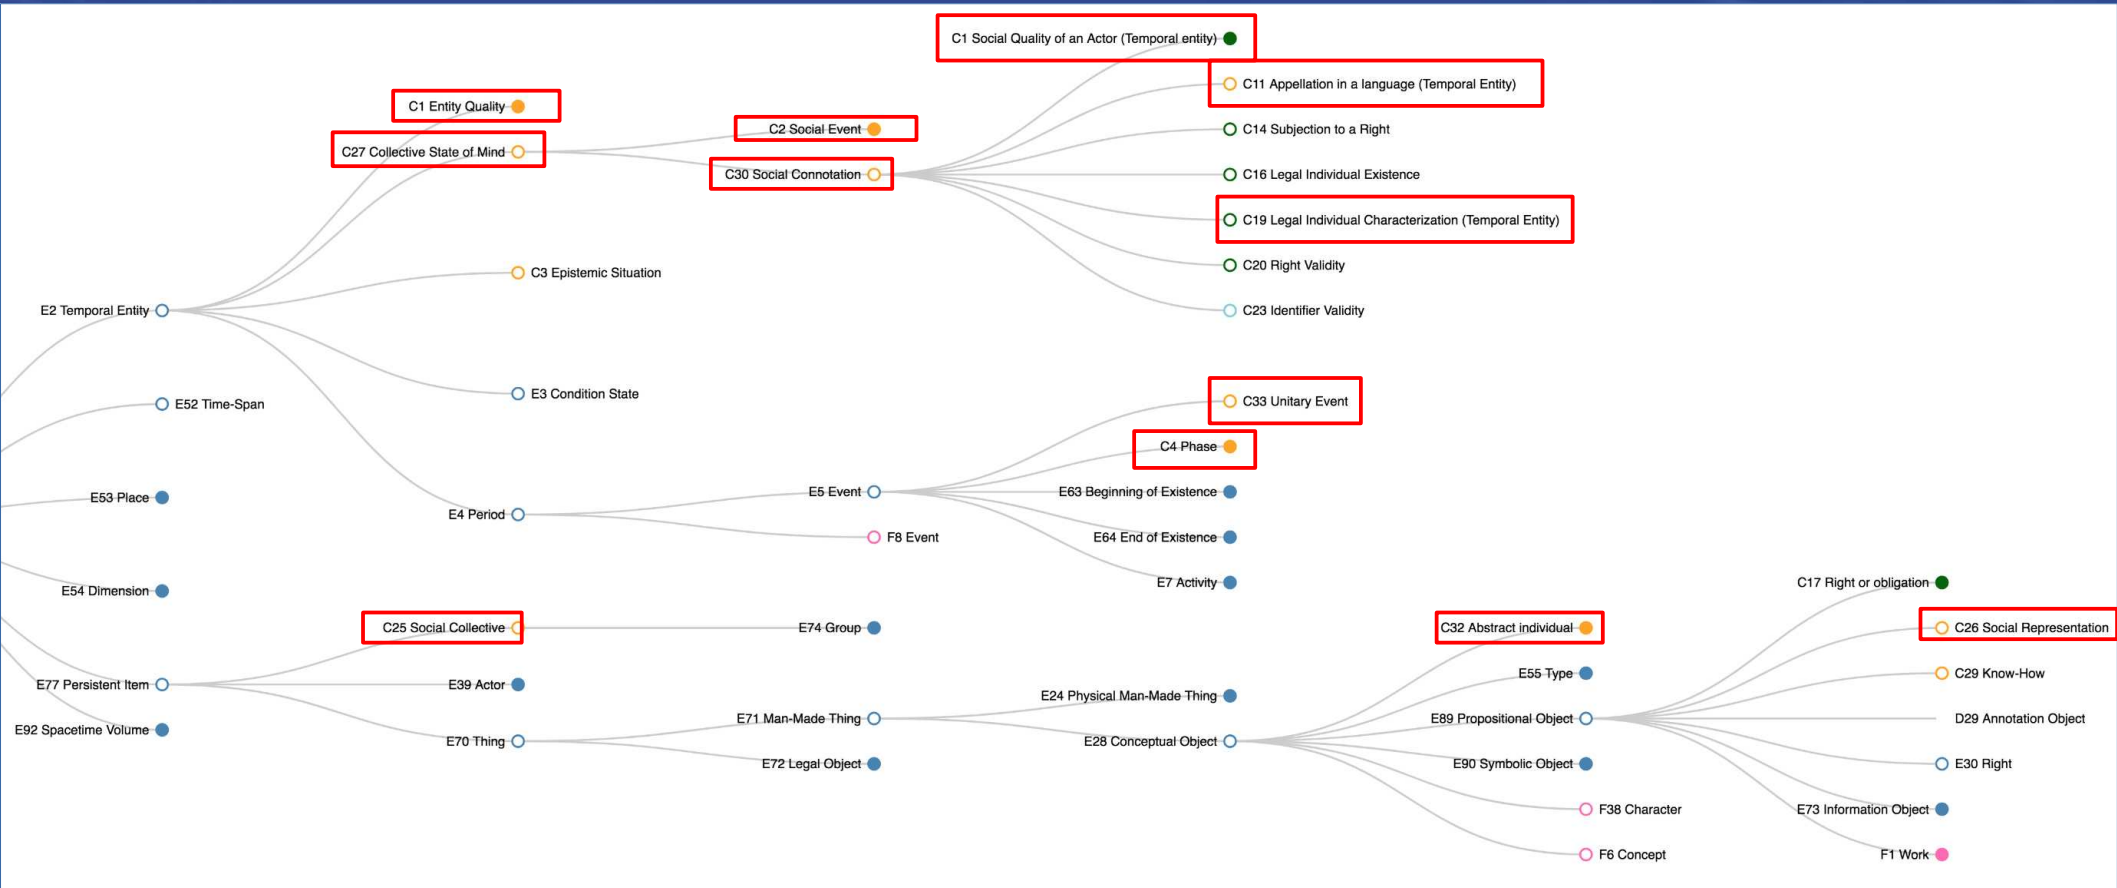 C1 Social Quality of an Actor (Temporal entity)
C11 Appellation in a language (Temporal Entity)
C1 Entity Quality
C2 Social Event
C14 Subjection to a Right
C27 Collective State of Mind
C30 Social Connotation
C16 Legal Individual Existence
C19 Legal Individual Characterization (Temporal Entity)
C3 Epistemic Situation
C20 Right Validity
E2 Temporal Entity
C23 Identifier Validity
E3 Condition State
E52 Time-Span
C33 Unitary Event
C4 Phase
E53 Place
E5 Event
E63 Beginning of Existence
E4 Period
F8 Event
E64 End of Existence
E7 Activity
C17 Right or obligation
E54 Dimension
C25 Social Collective
E74 Group
C32 Abstract individual
C26 Social Representation
E55 Type
C29 Know-How
E77 Persistent Item
E39 Actor
E24 Physical Man-Made Thing
E71 Man-Made Thing
E89 Propositional Object
D29 Annotation Object
E92 Spacetime Volume
E70 Thing
E28 Conceptual Object
E72 Legal Object
E90 Symbolic Object
E30 Right
F38 Character
E73 Information Object
F6 Concept
F1 Work